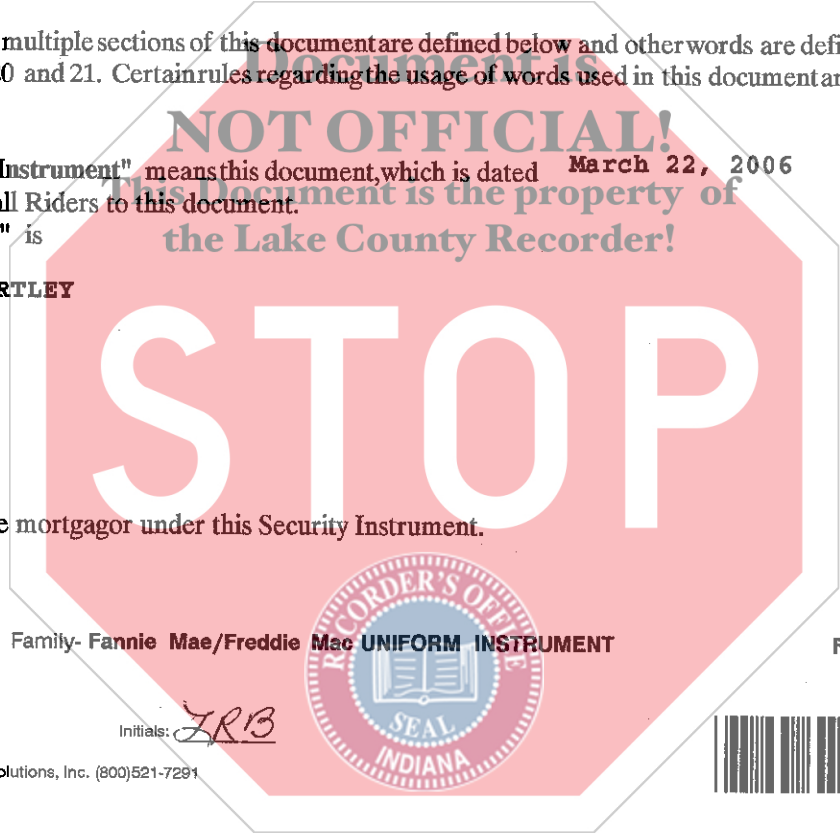 multiple sections of this document are defined below and other words are defi
0 and 21. Certain rules regarding the usage of words used in this document ar
Document is
NOT OFFICIAL!
Instrument" means this document, which is dated March 22, 2006
This Document is the property of
all Riders to this document.
" is
the Lake County Recorder!
RTLEY
STOP
e mortgagor under this Security Instrument.
RECORDER'S OFFICE
Family- Fannie Mae/Freddie Mac UNIFORM INSTRUMENT
SEAL
INDIANA
Initials: ZRB
olutions, Inc. (800)521-7291